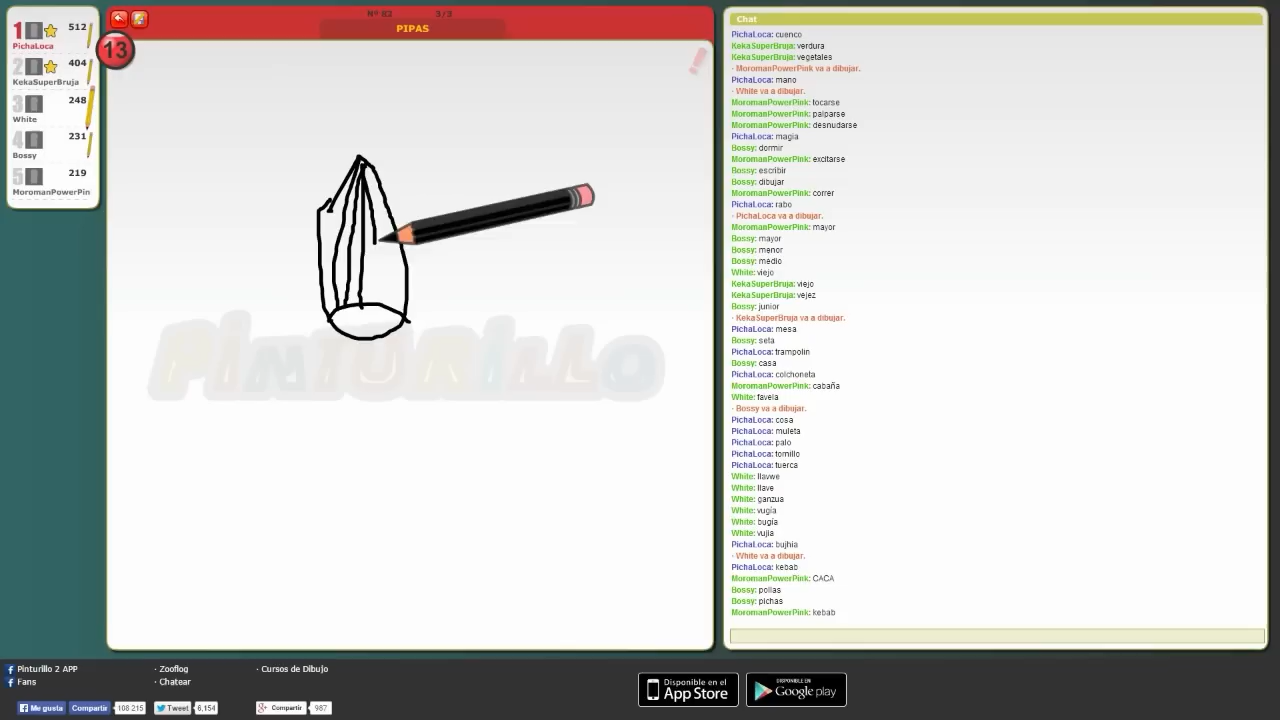 1 512
PichaLoca
2 404
KekaSuperBruja
3 248
White
4 231
Bossy
5 219
MoromanPowerPin
13
Nº 82 3/3
PIPAS
PINTURILLO
Chat
PichaLoca: cuenco
KekaSuperBruja: verdura
KekaSuperBruja: vegetales
· MoromanPowerPink va a dibujar.
PichaLoca: mano
· White va a dibujar.
MoromanPowerPink: tocarse
MoromanPowerPink: palparse
MoromanPowerPink: desnudarse
PichaLoca: magia
Bossy: dormir
MoromanPowerPink: excitarse
Bossy: escribir
Bossy: dibujar
MoromanPowerPink: correr
PichaLoca: rabo
· PichaLoca va a dibujar.
MoromanPowerPink: mayor
Bossy: mayor
Bossy: menor
Bossy: medio
White: viejo
KekaSuperBruja: viejo
KekaSuperBruja: vejez
Bossy: junior
· KekaSuperBruja va a dibujar.
PichaLoca: mesa
Bossy: seta
PichaLoca: trampolin
Bossy: casa
PichaLoca: colchoneta
MoromanPowerPink: cabaña
White: favela
· Bossy va a dibujar.
PichaLoca: cosa
PichaLoca: muleta
PichaLoca: palo
PichaLoca: tornillo
PichaLoca: tuerca
White: llavwe
White: llave
White: ganzua
White: vugía
White: bugía
White: vujía
PichaLoca: bujhia
· White va a dibujar.
PichaLoca: kebab
MoromanPowerPink: CACA
Bossy: pollas
Bossy: pichas
MoromanPowerPink: kebab
Pinturillo 2 APP · Zooflog · Cursos de Dibujo
Fans · Chatear
Me gusta Compartir 108 215 Tweet 6,154 Compartir 987
Disponible en el
App Store
DISPONIBLE EN
Google play